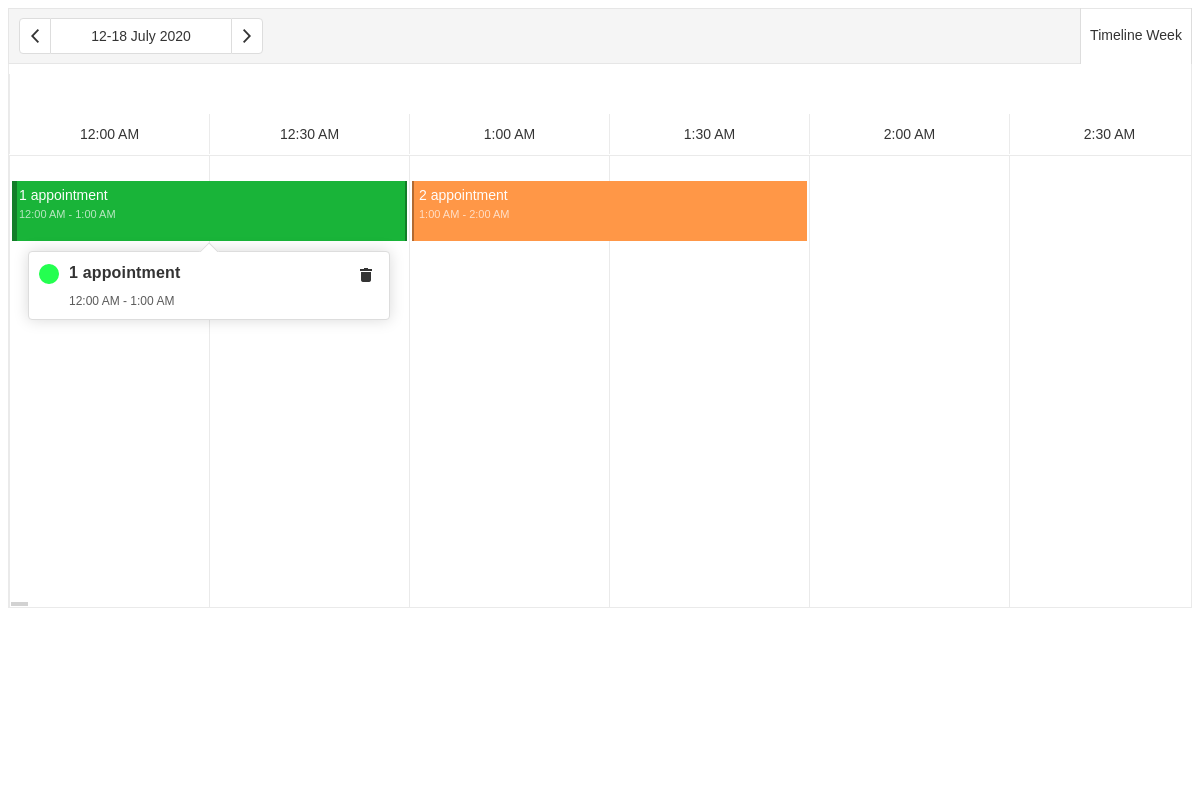 12-18 July 2020
Timeline Week
12:00 AM
12:30 AM
1:00 AM
1:30 AM
2:00 AM
2:30 AM
1 appointment
12:00 AM - 1:00 AM
2 appointment
1:00 AM - 2:00 AM
1 appointment
12:00 AM - 1:00 AM